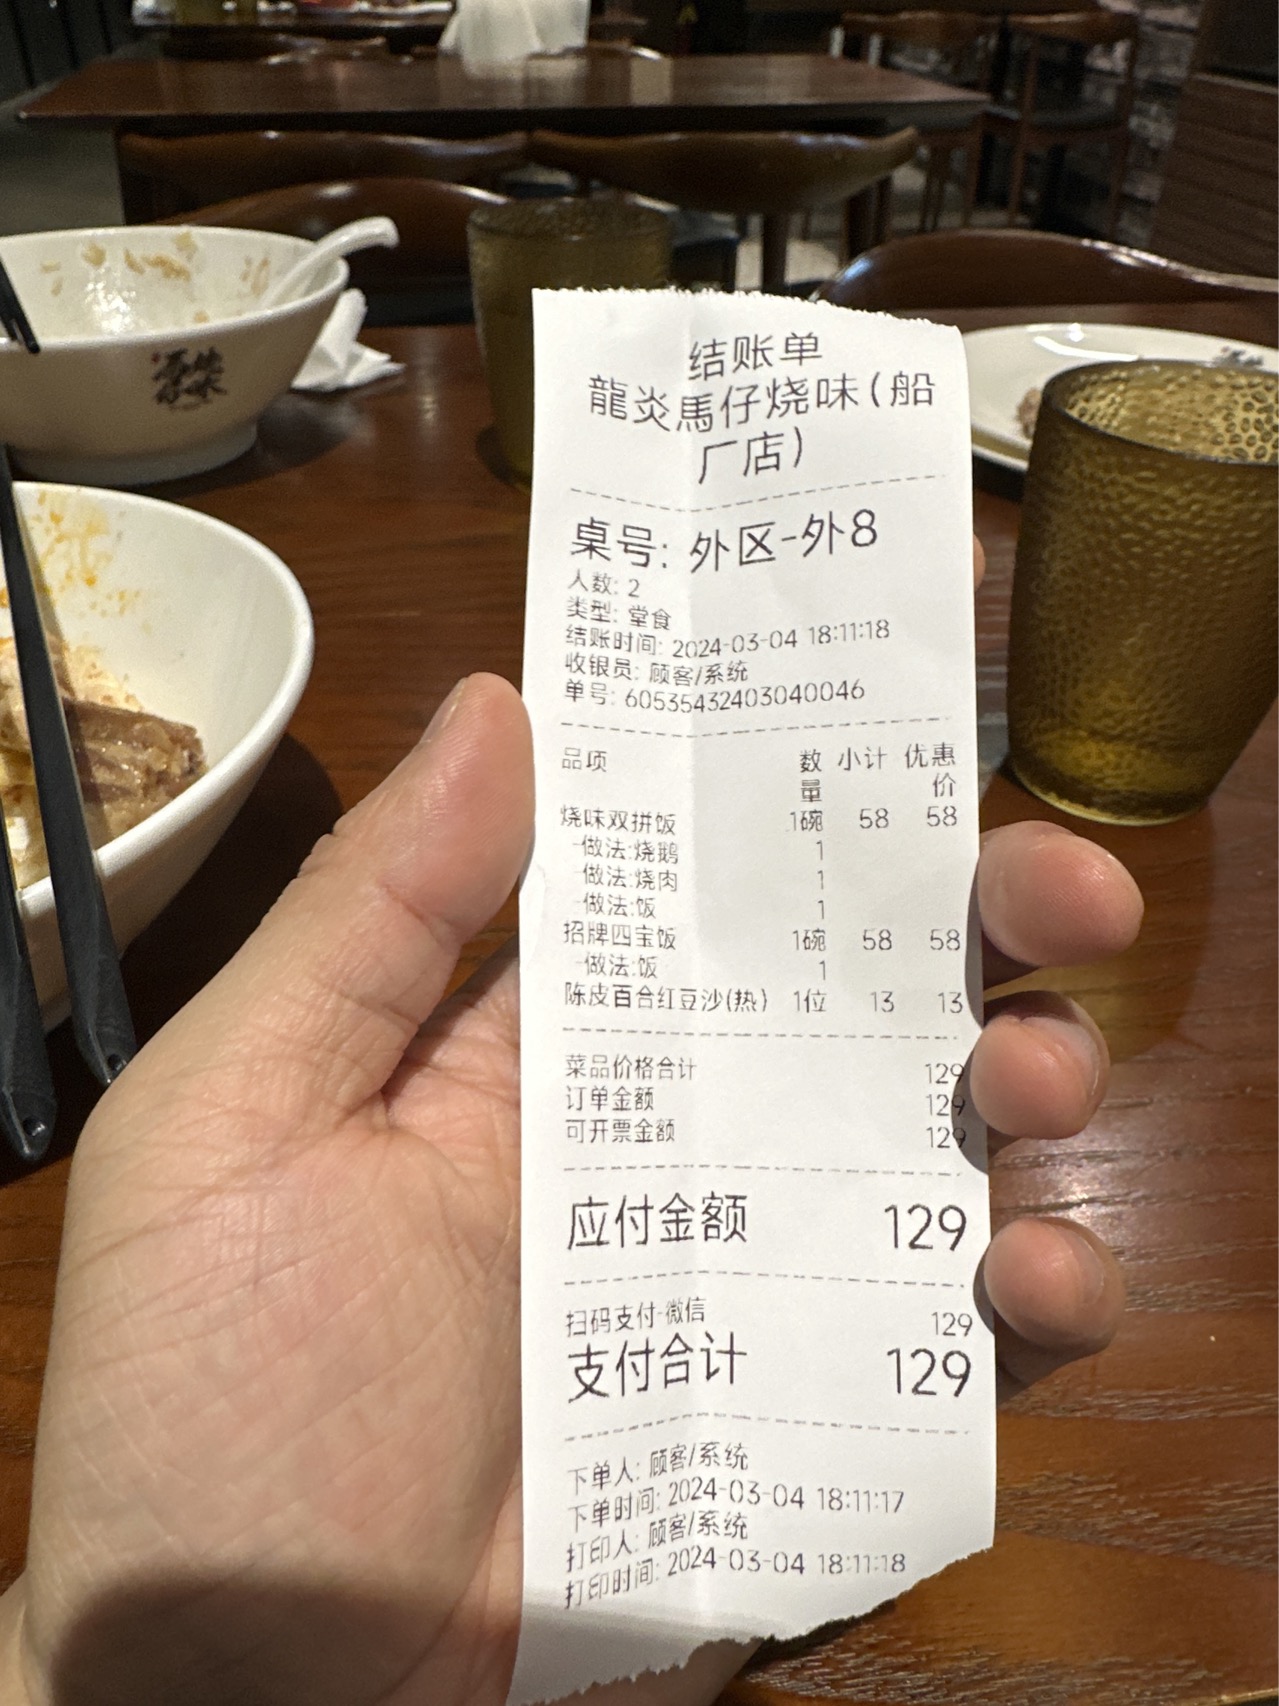 结账单
龍炎馬仔烧味(船
厂店)
桌号: 外区-外8
人数: 2
类型: 堂食
结账时间: 2024-03-04 18:11:18
收银员: 顾客/系统
单号: 60535432403040046
品项 数量 小计 优惠价
烧味双拼饭 1碗 58 58
-做法:烧鹅 1
-做法:烧肉 1
-做法:饭 1
招牌四宝饭 1碗 58 58
-做法:饭 1
陈皮百合红豆沙(热) 1位 13 13
菜品价格合计 129
订单金额 129
可开票金额 129
应付金额 129
扫码支付-微信 129
支付合计 129
下单人: 顾客/系统
下单时间: 2024-03-04 18:11:17
打印人: 顾客/系统
打印时间: 2024-03-04 18:11:18